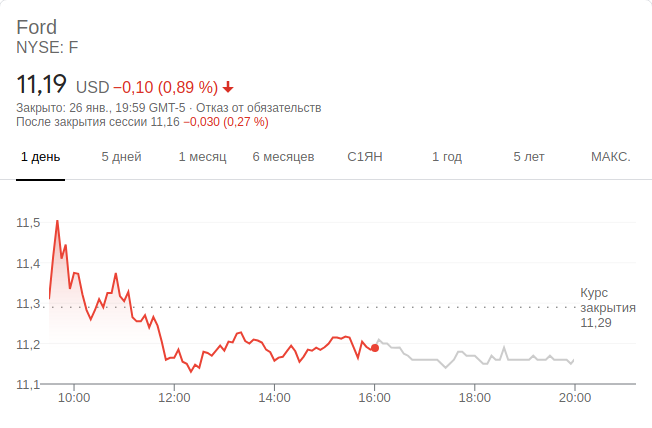 Ford
NYSE: F
11,19 USD −0,10 (0,89 %)
Закрыто: 26 янв., 19:59 GMT-5 · Отказ от обязательств
После закрытия сессии 11,16 −0,030 (0,27 %)
1 день 5 дней 1 месяц 6 месяцев С1ЯН 1 год 5 лет МАКС.
11,5
11,4
11,3
11,2
11,1
Курс
закрытия
11,29
10:00 12:00 14:00 16:00 18:00 20:00